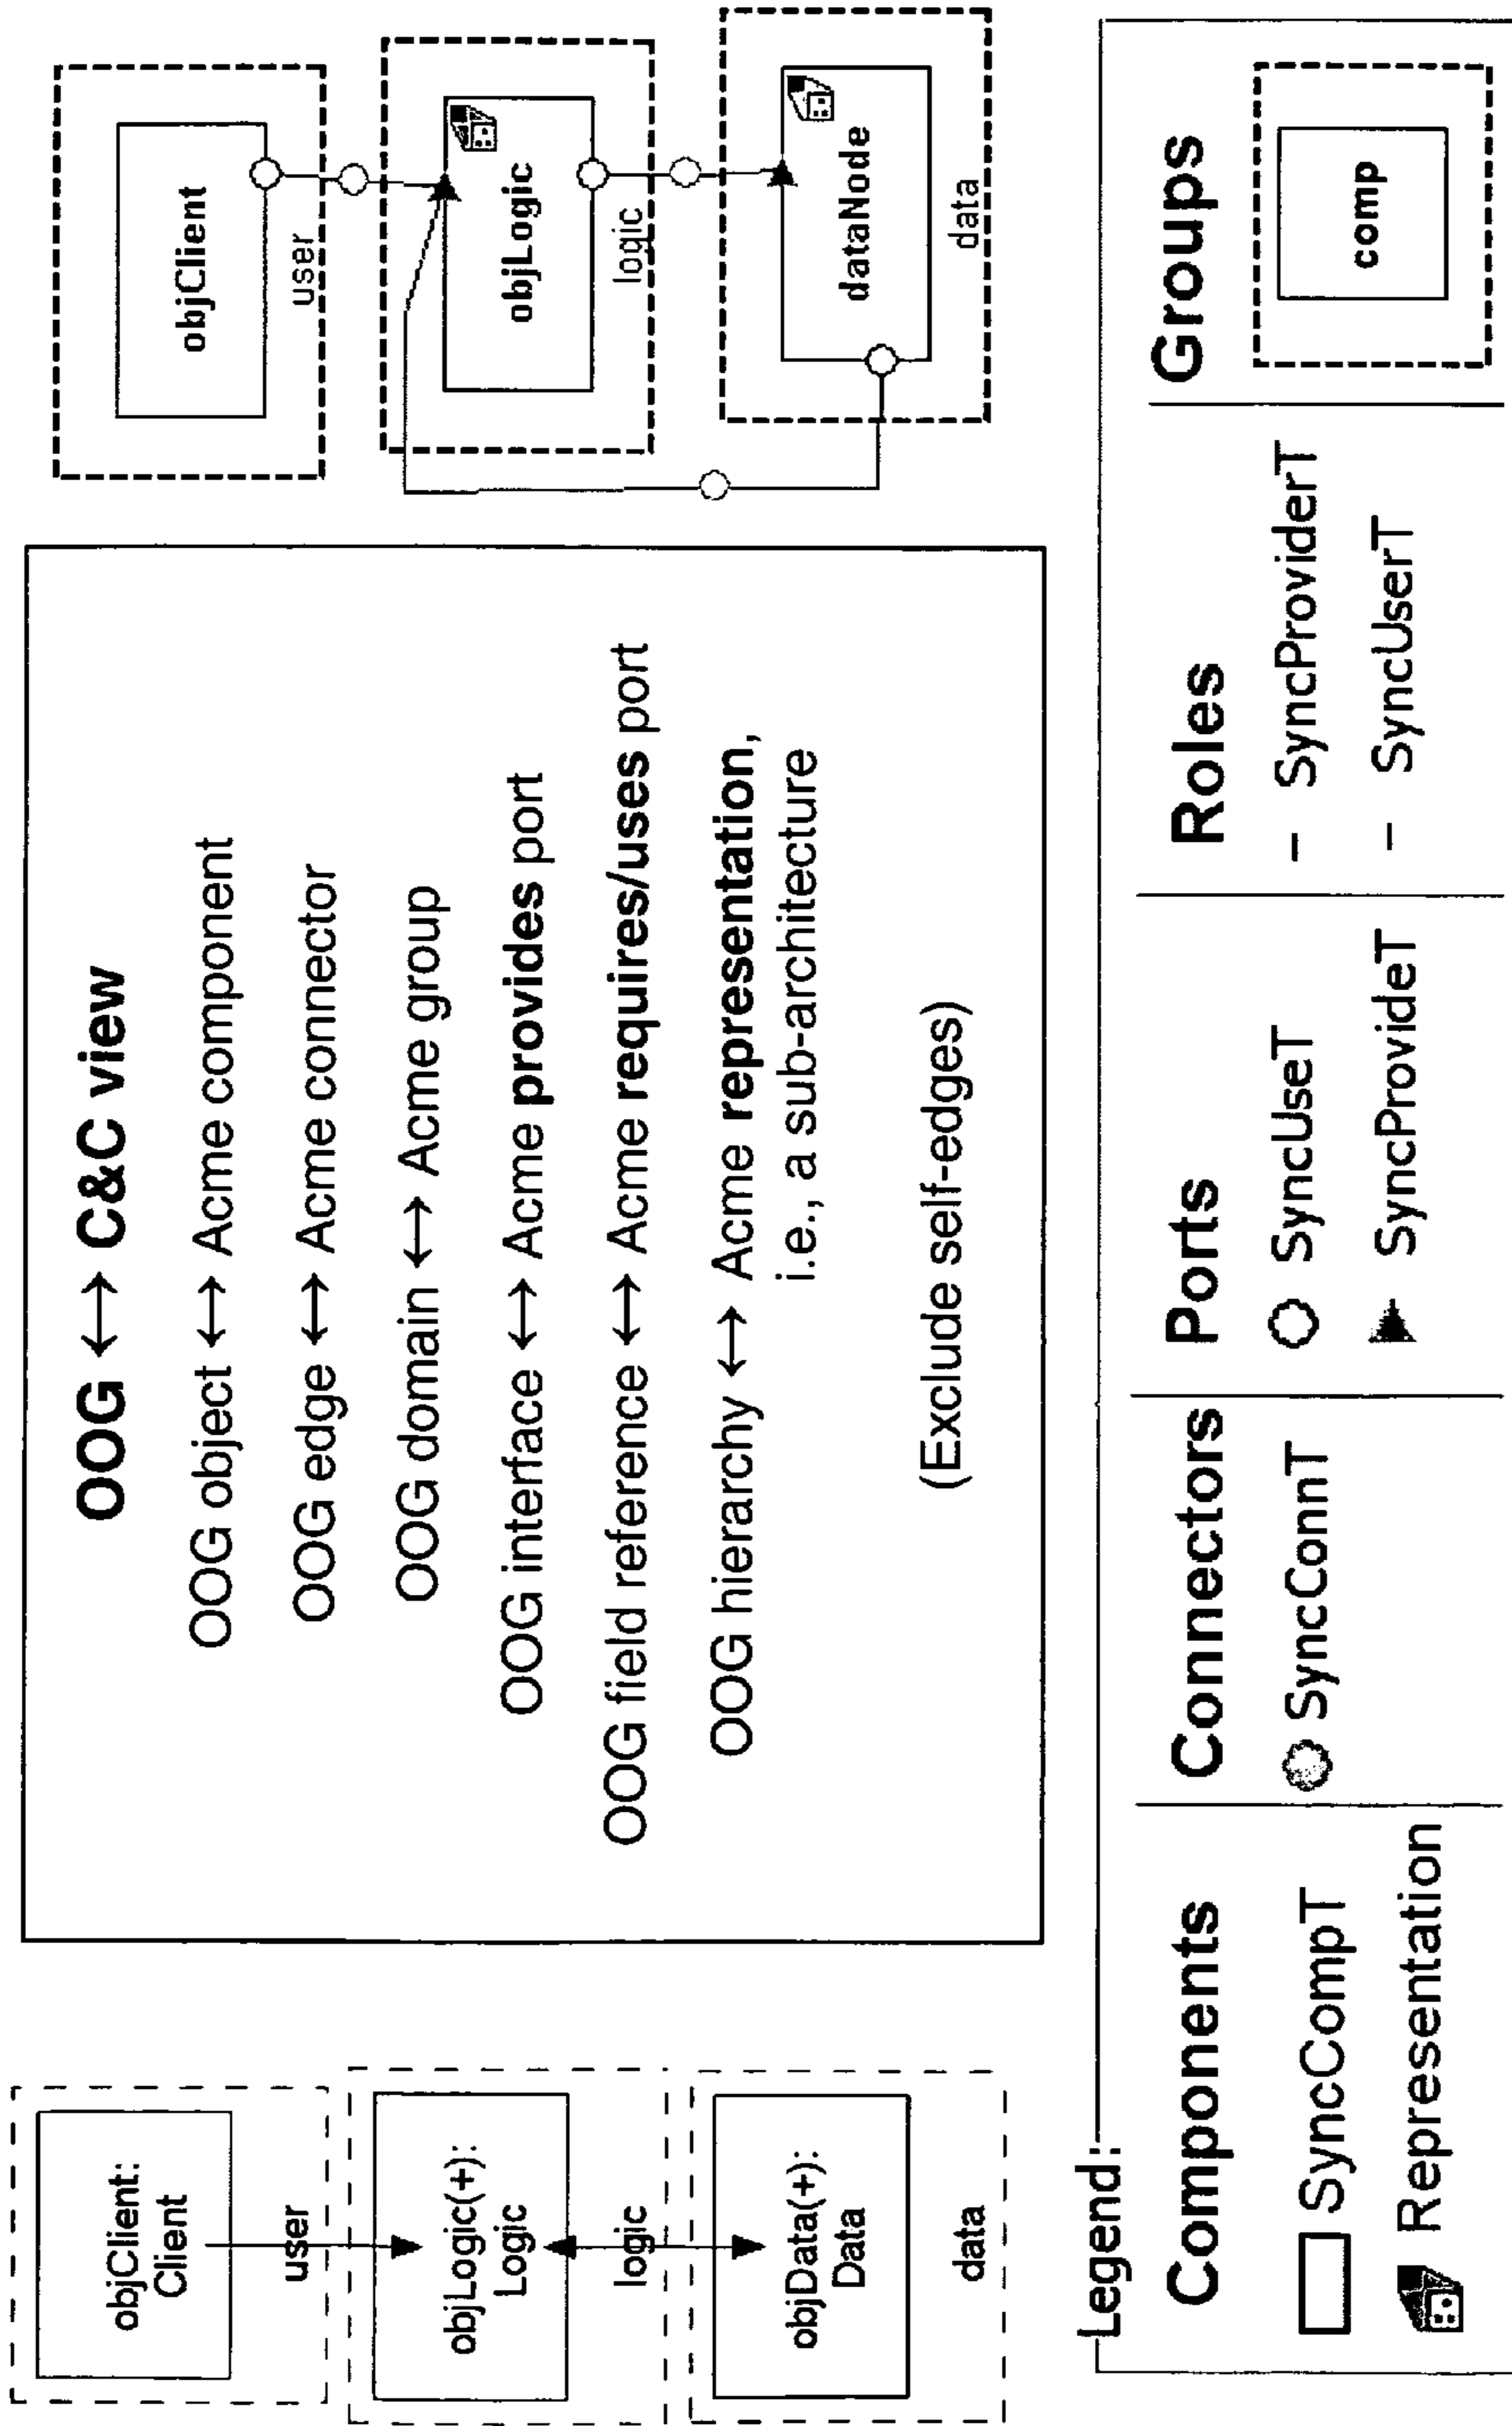 objClient:
Client
user
objLogic(+):
Logic
logic
objData(+):
Data
data
OOG ↔ C&C view
OOG object ↔ Acme component
OOG edge ↔ Acme connector
OOG domain ↔ Acme group
OOG interface ↔ Acme provides port
OOG field reference ↔ Acme requires/uses port
OOG hierarchy ↔ Acme representation,
i.e., a sub-architecture
(Exclude self-edges)
objClient
user
objLogic
logic
dataNode
data
Legend:
Components
SyncCompT
Representation
Connectors
SyncConnT
Ports
SyncUseT
SyncProvideT
Roles
– SyncProviderT
– SyncUserT
Groups
comp